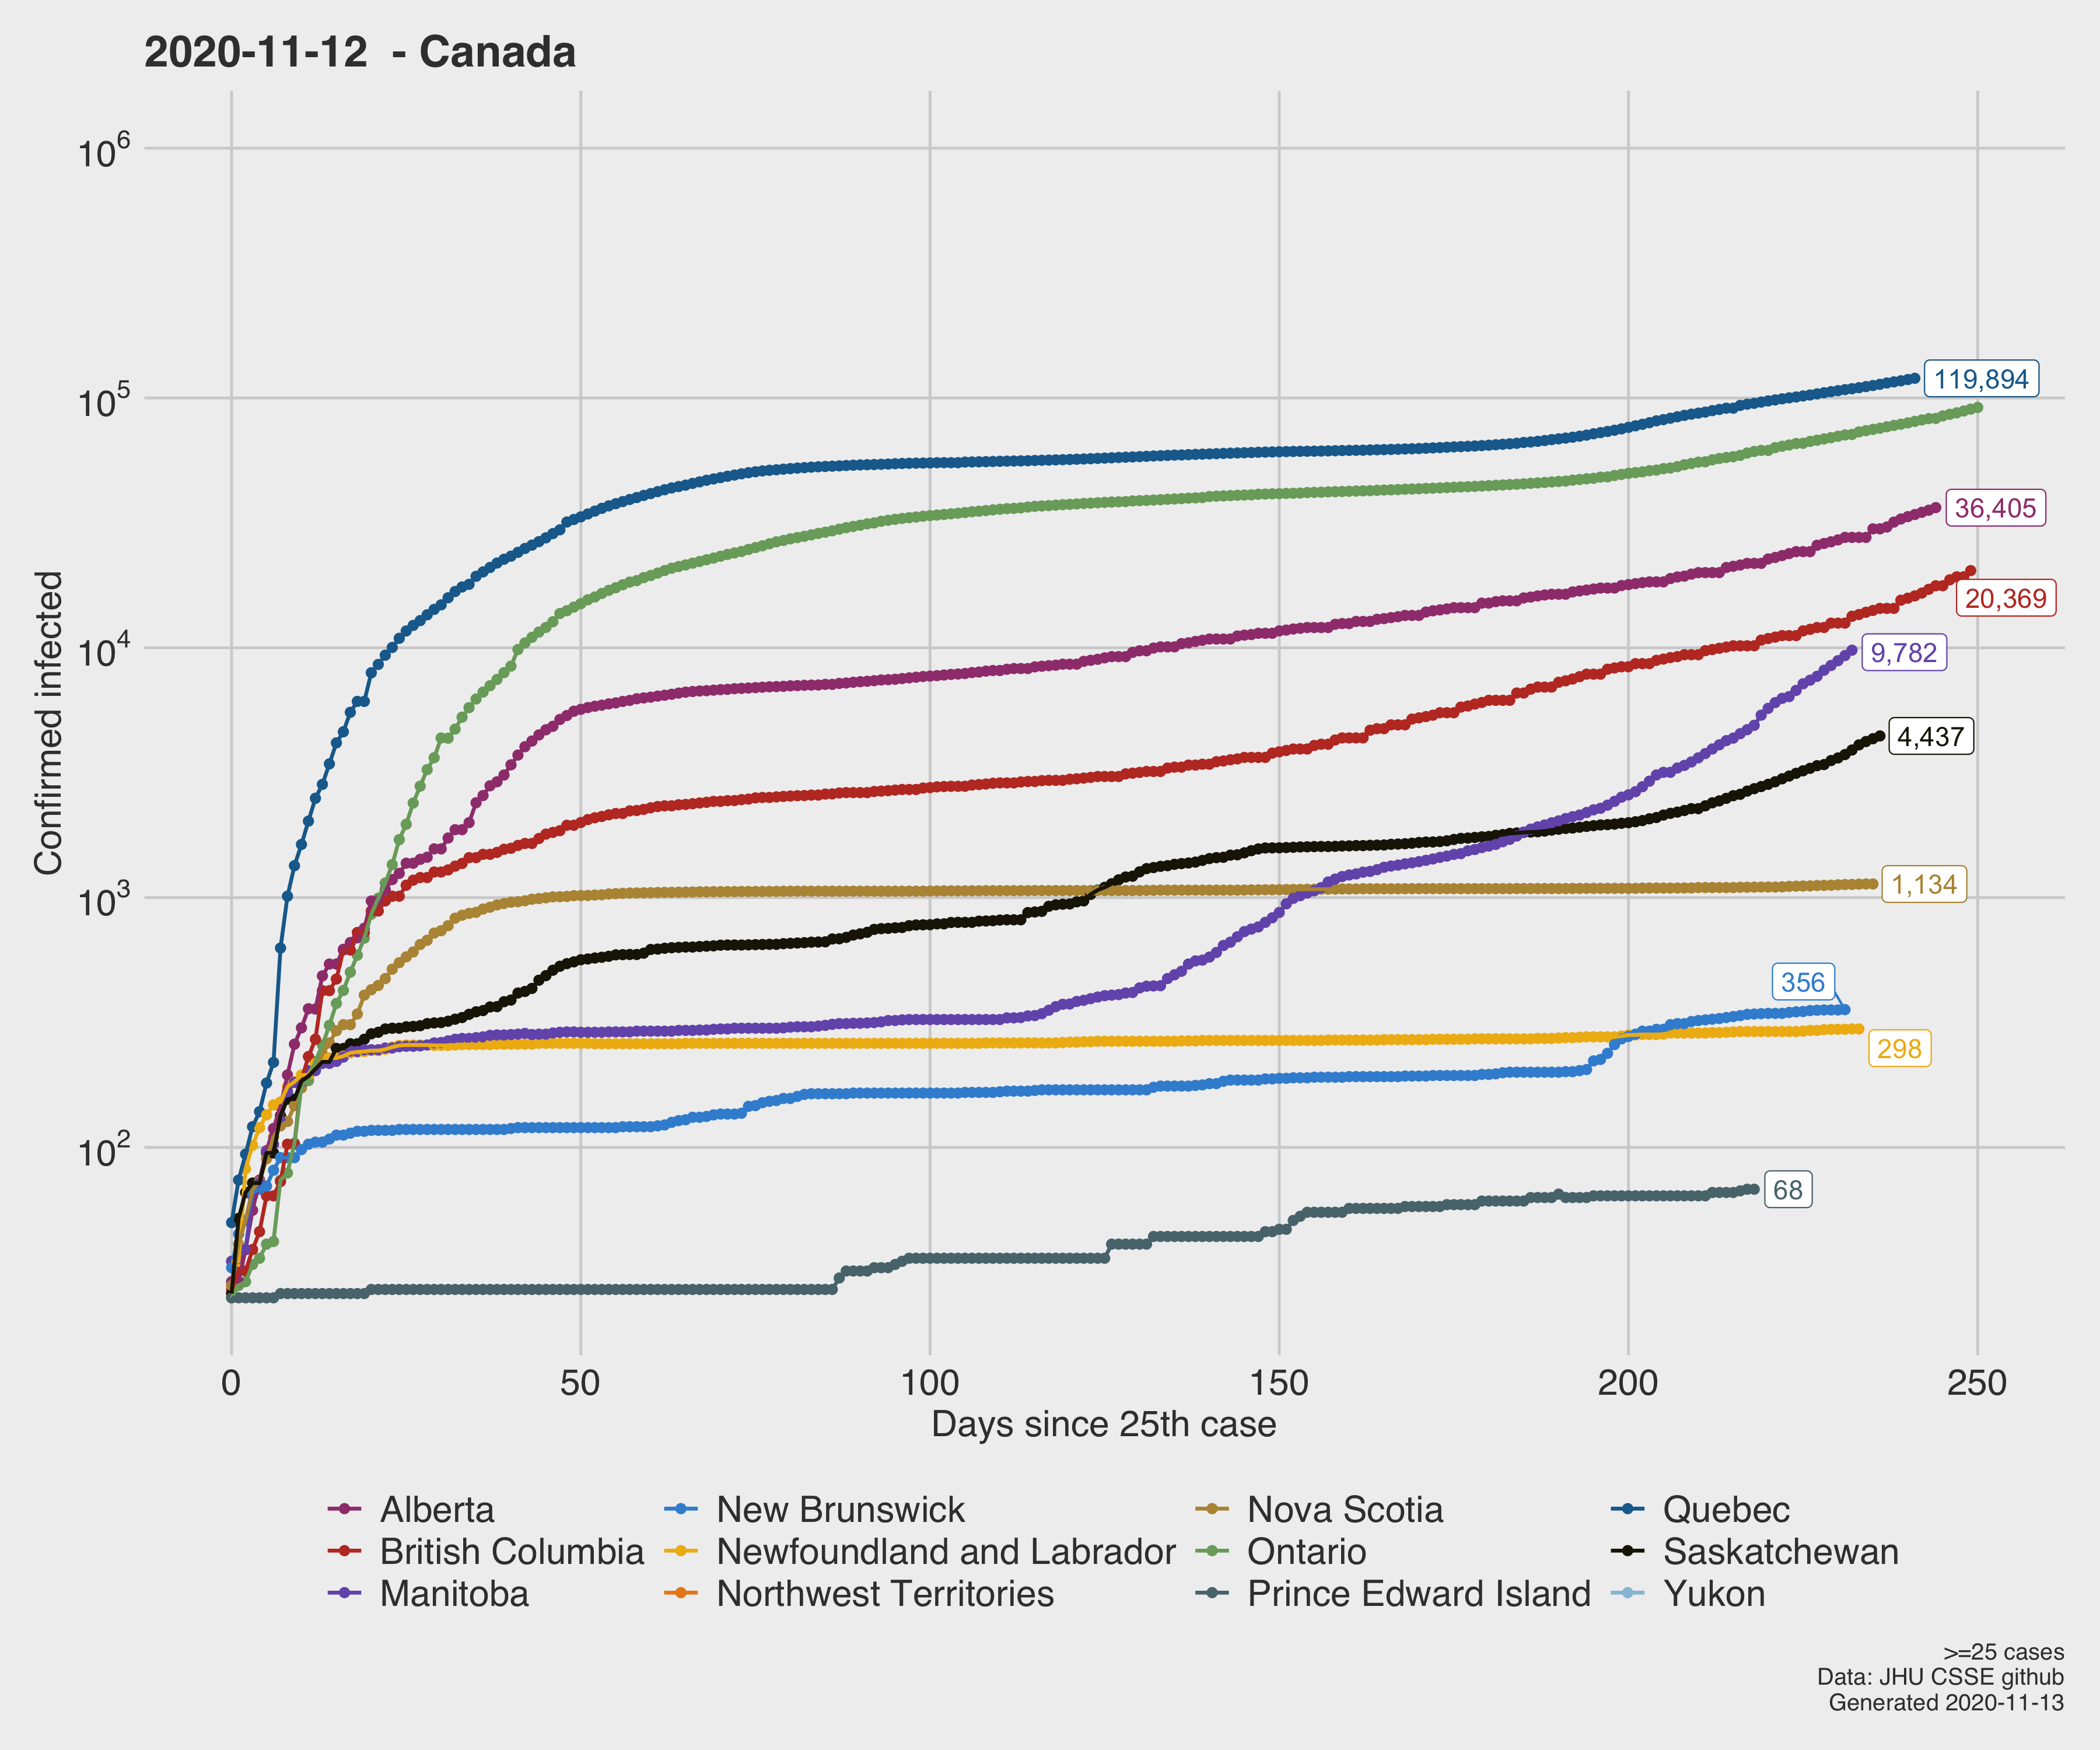 2020-11-12  - Canada
Confirmed infected
10^6
10^5
10^4
10^3
10^2
119,894
36,405
20,369
9,782
4,437
1,134
356
298
68
0 50 100 150 200 250
Days since 25th case
Alberta New Brunswick Nova Scotia Quebec
British Columbia Newfoundland and Labrador Ontario Saskatchewan
Manitoba Northwest Territories Prince Edward Island Yukon
>=25 cases
Data: JHU CSSE github
Generated 2020-11-13